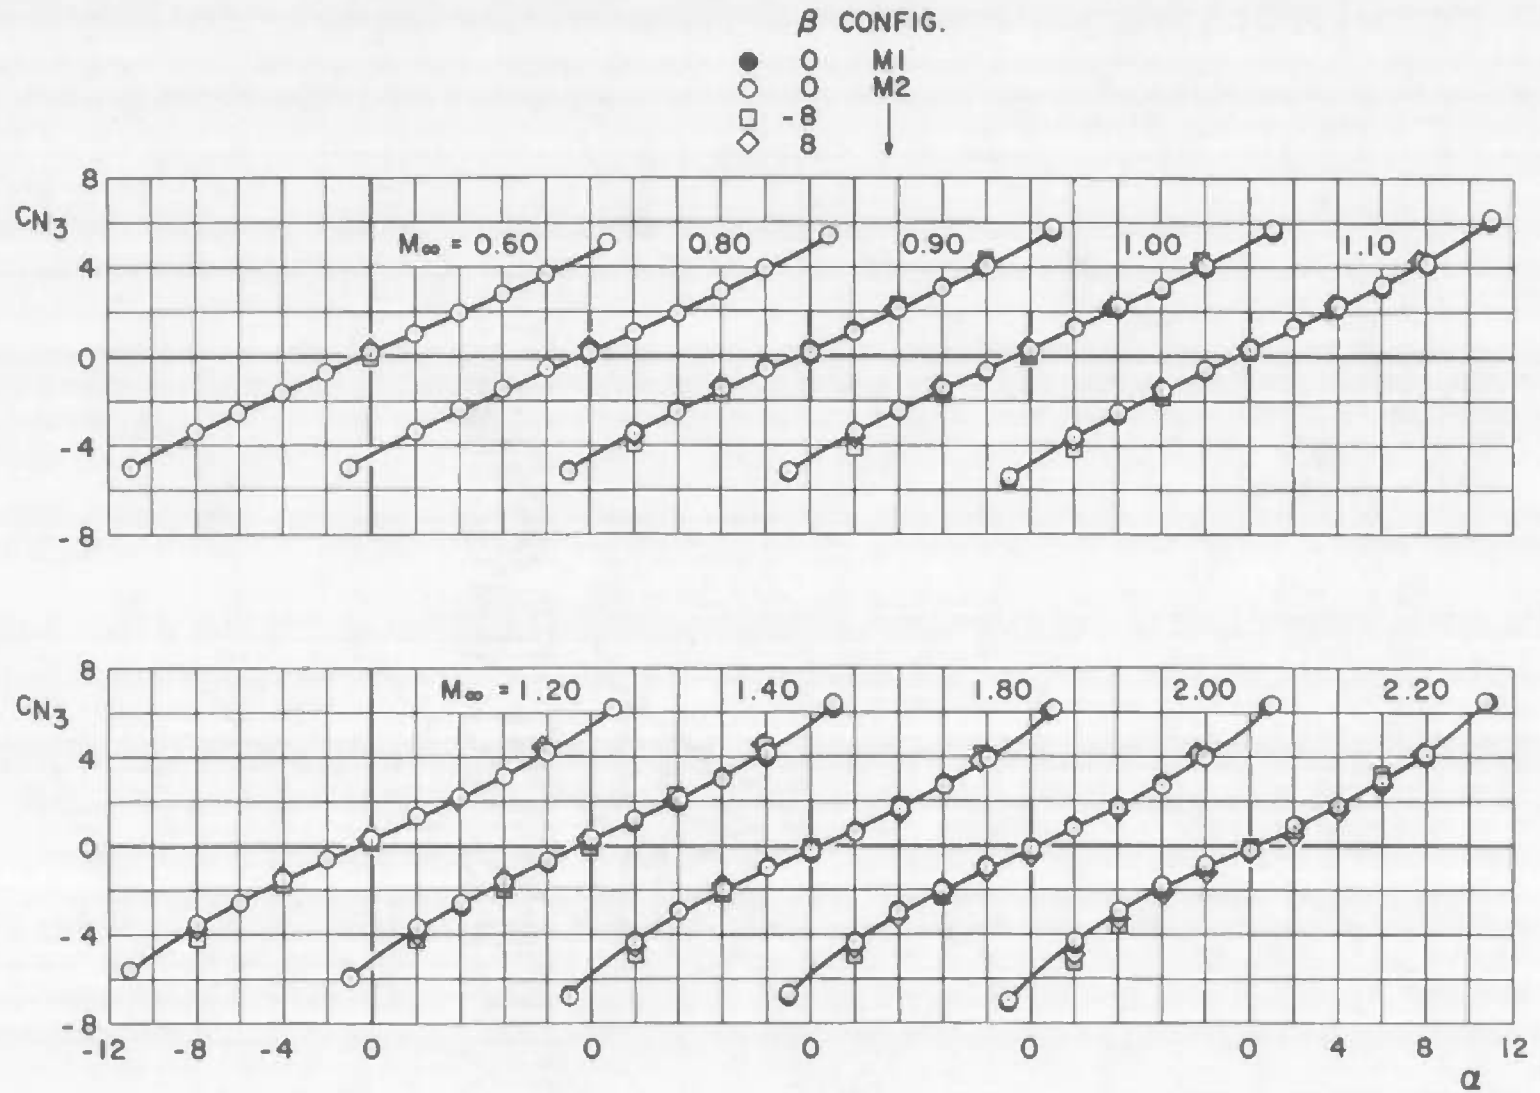 β CONFIG.
● 0 M1
○ 0 M2
□ -8
◇ 8
8
CN3
M∞ = 0.60 0.80 0.90 1.00 1.10
4
0
-4
-8
8
CN3
M∞ = 1.20 1.40 1.80 2.00 2.20
4
0
-4
-8
-12 -8 -4 0 0 0 0 0 4 8 12
α